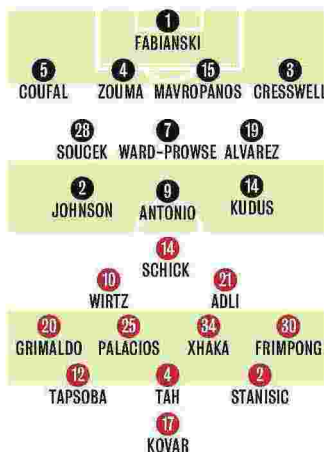 1
FABIANSKI
5 4 15 3
COUFAL ZOUMA MAVROPANOS CRESSWELL
28 7 19
SOUCEK WARD-PROWSE ALVAREZ
2 9 14
JOHNSON ANTONIO KUDUS
14
SCHICK
10 21
WIRTZ ADLI
20 25 34 30
GRIMALDO PALACIOS XHAKA FRIMPONG
12 4 2
TAPSOBA TAH STANISIC
17
KOVAR